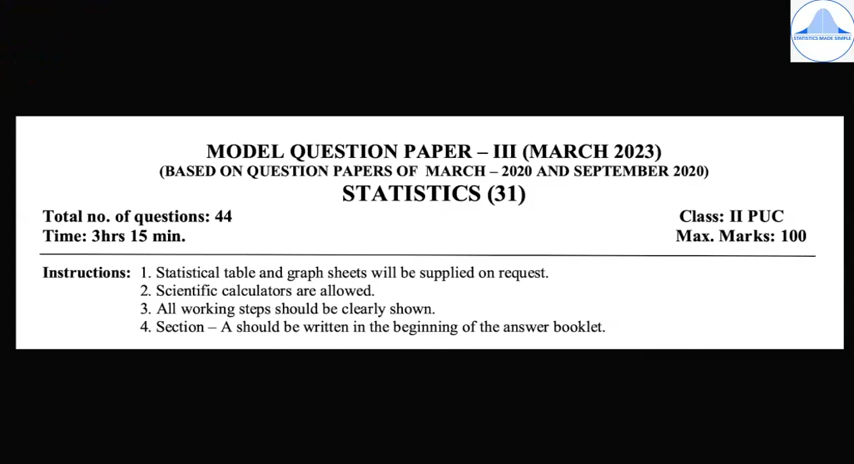 STATISTICS MADE SIMPLE
MODEL QUESTION PAPER – III (MARCH 2023)
(BASED ON QUESTION PAPERS OF MARCH – 2020 AND SEPTEMBER 2020)
STATISTICS (31)
Total no. of questions: 44 Class: II PUC
Time: 3hrs 15 min. Max. Marks: 100
Instructions: 1. Statistical table and graph sheets will be supplied on request.
2. Scientific calculators are allowed.
3. All working steps should be clearly shown.
4. Section – A should be written in the beginning of the answer booklet.